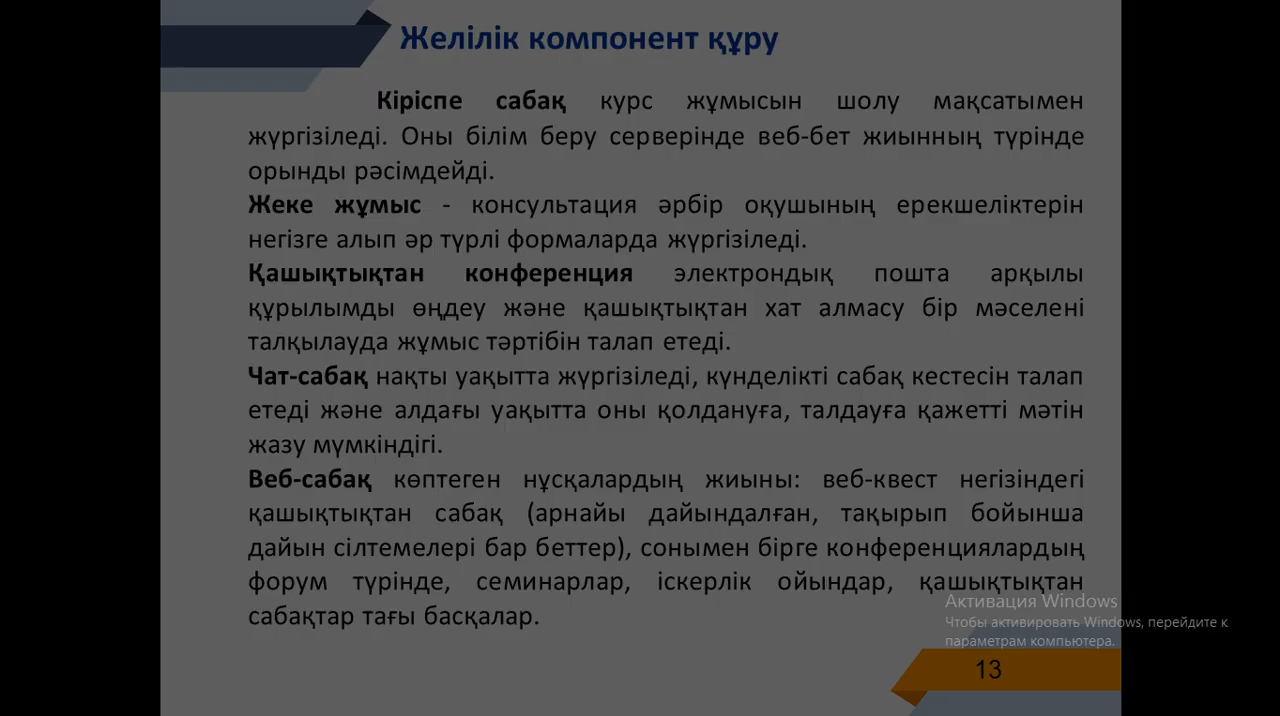 Желілік компонент құру
Кіріспе сабақ курс жұмысын шолу мақсатымен
жүргізіледі. Оны білім беру серверінде веб-бет жиынның түрінде
орынды рәсімдейді.
Жеке жұмыс - консультация әрбір оқушының ерекшеліктерін
негізге алып әр түрлі формаларда жүргізіледі.
Қашықтықтан конференция электрондық пошта арқылы
құрылымды өңдеу және қашықтықтан хат алмасу бір мәселені
талқылауда жұмыс тәртібін талап етеді.
Чат-сабақ нақты уақытта жүргізіледі, күнделікті сабақ кестесін талап
етеді және алдағы уақытта оны қолдануға, талдауға қажетті мәтін
жазу мүмкіндігі.
Веб-сабақ көптеген нұсқалардың жиыны: веб-квест негізіндегі
қашықтықтан сабақ (арнайы дайындалған, тақырып бойынша
дайын сілтемелері бар беттер), сонымен бірге конференциялардың
форум түрінде, семинарлар, іскерлік ойындар, қашықтықтан
сабақтар тағы басқалар.
Активация Windows
Чтобы активировать Windows, перейдите к
параметрам компьютера.
13